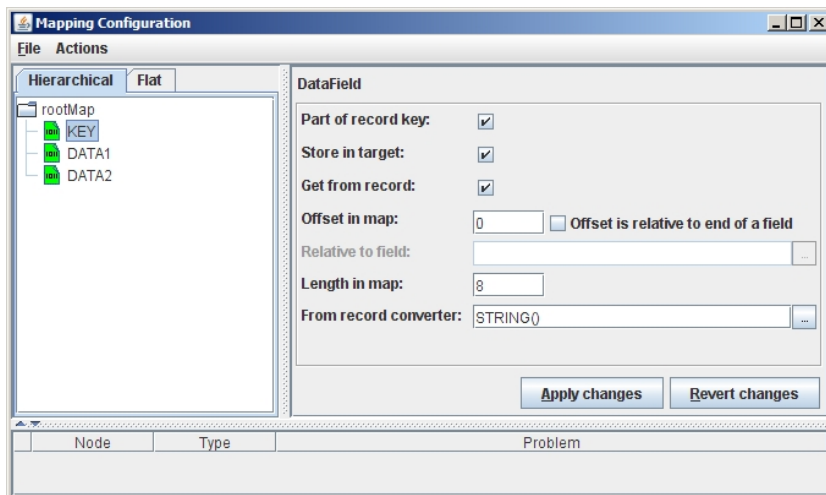 Mapping Configuration
File Actions
Hierarchical Flat
rootMap
KEY
DATA1
DATA2
DataField
Part of record key:
Store in target:
Get from record:
Offset in map: 0 Offset is relative to end of a field
Relative to field: ...
Length in map: 8
From record converter: STRING() ...
Apply changes Revert changes
Node Type Problem